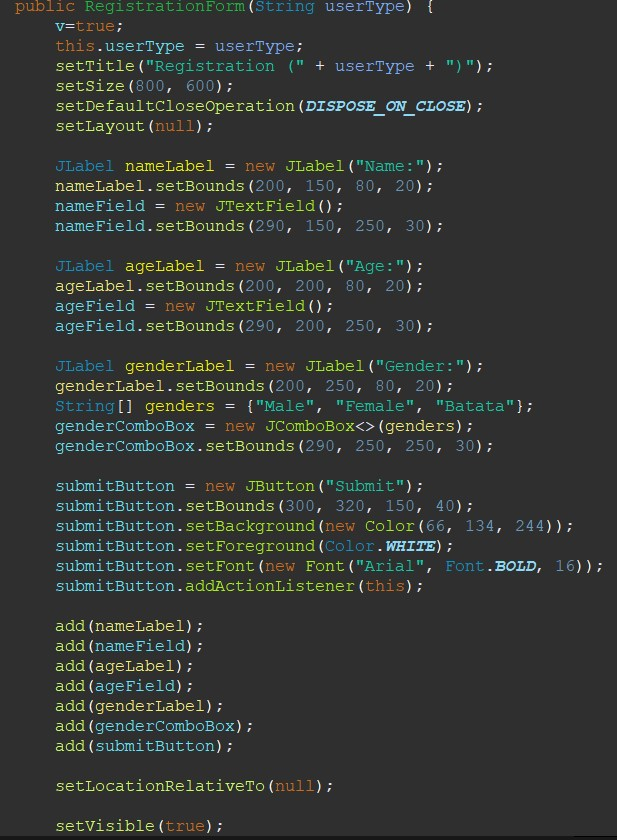 public RegistrationForm(String userType) {
v=true;
this.userType = userType;
setTitle("Registration (" + userType + ")");
setSize(800, 600);
setDefaultCloseOperation(DISPOSE_ON_CLOSE);
setLayout(null);
JLabel nameLabel = new JLabel("Name:");
nameLabel.setBounds(200, 150, 80, 20);
nameField = new JTextField();
nameField.setBounds(290, 150, 250, 30);
JLabel ageLabel = new JLabel("Age:");
ageLabel.setBounds(200, 200, 80, 20);
ageField = new JTextField();
ageField.setBounds(290, 200, 250, 30);
JLabel genderLabel = new JLabel("Gender:");
genderLabel.setBounds(200, 250, 80, 20);
String[] genders = {"Male", "Female", "Batata"};
genderComboBox = new JComboBox<>(genders);
genderComboBox.setBounds(290, 250, 250, 30);
submitButton = new JButton("Submit");
submitButton.setBounds(300, 320, 150, 40);
submitButton.setBackground(new Color(66, 134, 244));
submitButton.setForeground(Color.WHITE);
submitButton.setFont(new Font("Arial", Font.BOLD, 16));
submitButton.addActionListener(this);
add(nameLabel);
add(nameField);
add(ageLabel);
add(ageField);
add(genderLabel);
add(genderComboBox);
add(submitButton);
setLocationRelativeTo(null);
setVisible(true);